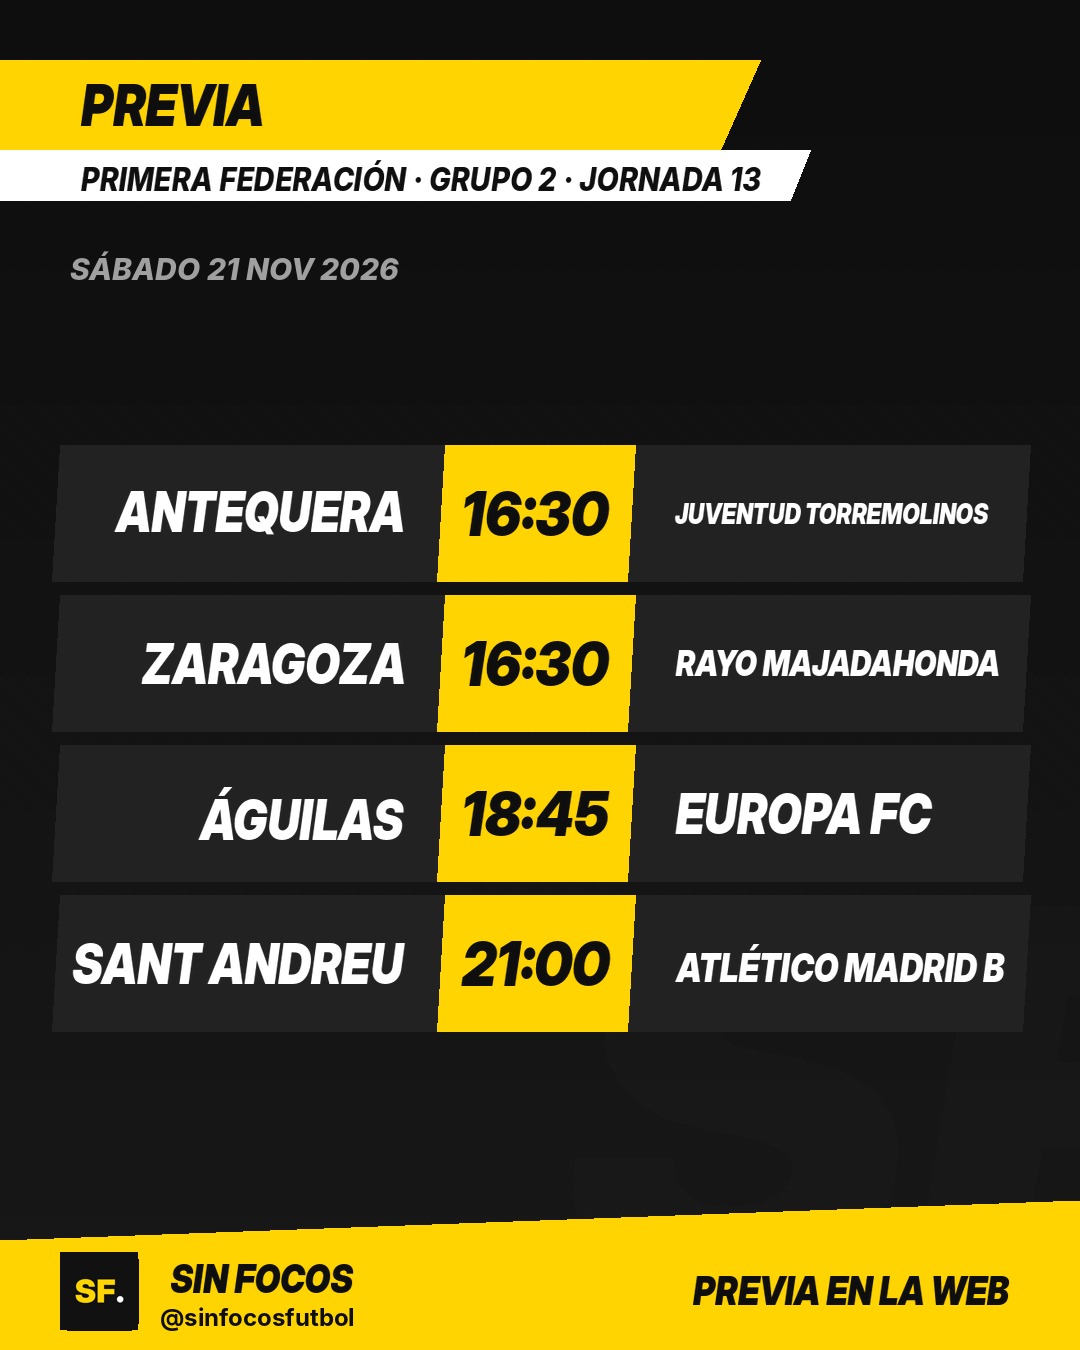 PREVIA
PRIMERA FEDERACIÓN · GRUPO 2 · JORNADA 13
SÁBADO 21 NOV 2026
ANTEQUERA 16:30 JUVENTUD TORREMOLINOS
ZARAGOZA 16:30 RAYO MAJADAHONDA
ÁGUILAS 18:45 EUROPA FC
SANT ANDREU 21:00 ATLÉTICO MADRID B
SF.
SIN FOCOS
@sinfocosfutbol
PREVIA EN LA WEB